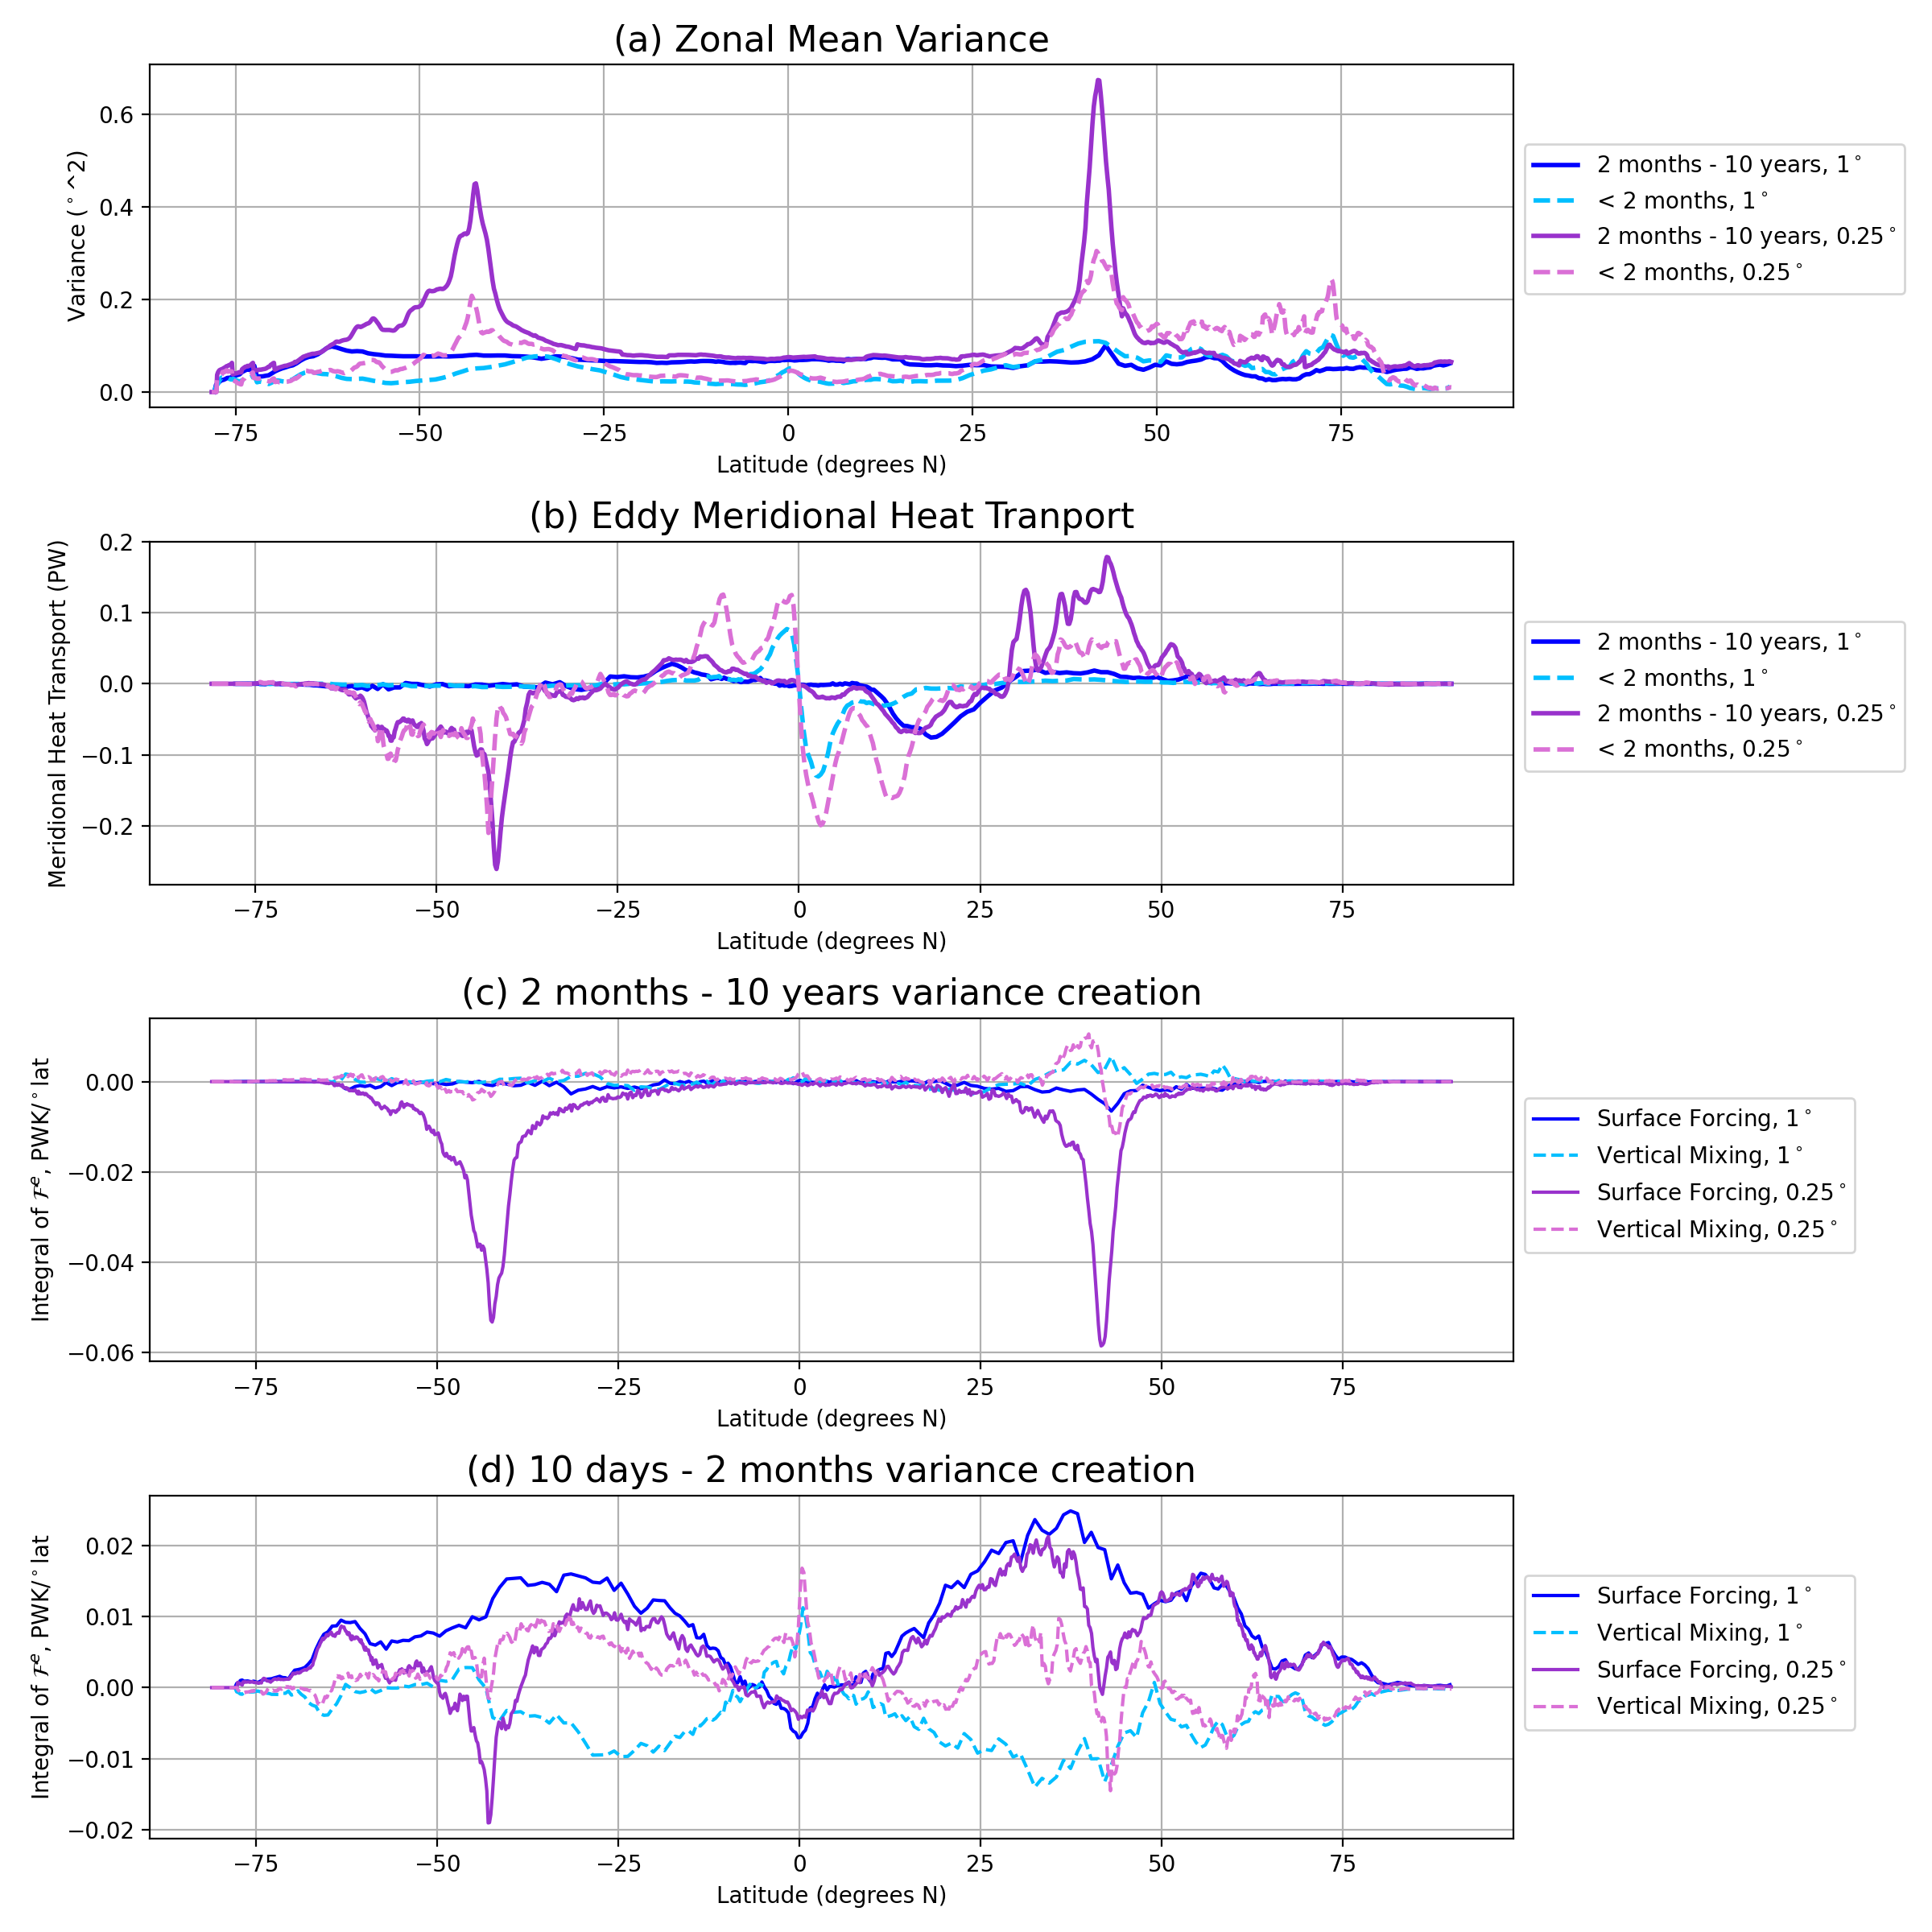 (a) Zonal Mean Variance
Variance (°^2)
0.6
0.4
0.2
0.0
−75 −50 −25 0 25 50 75
Latitude (degrees N)
2 months - 10 years, 1°
< 2 months, 1°
2 months - 10 years, 0.25°
< 2 months, 0.25°
(b) Eddy Meridional Heat Tranport
Meridional Heat Transport (PW)
0.2
0.1
0.0
−0.1
−0.2
−75 −50 −25 0 25 50 75
Latitude (degrees N)
2 months - 10 years, 1°
< 2 months, 1°
2 months - 10 years, 0.25°
< 2 months, 0.25°
(c) 2 months - 10 years variance creation
Integral of ℱᵉ, PWK/°lat
0.00
−0.02
−0.04
−0.06
−75 −50 −25 0 25 50 75
Latitude (degrees N)
Surface Forcing, 1°
Vertical Mixing, 1°
Surface Forcing, 0.25°
Vertical Mixing, 0.25°
(d) 10 days - 2 months variance creation
Integral of ℱᵉ, PWK/°lat
0.02
0.01
0.00
−0.01
−0.02
−75 −50 −25 0 25 50 75
Latitude (degrees N)
Surface Forcing, 1°
Vertical Mixing, 1°
Surface Forcing, 0.25°
Vertical Mixing, 0.25°